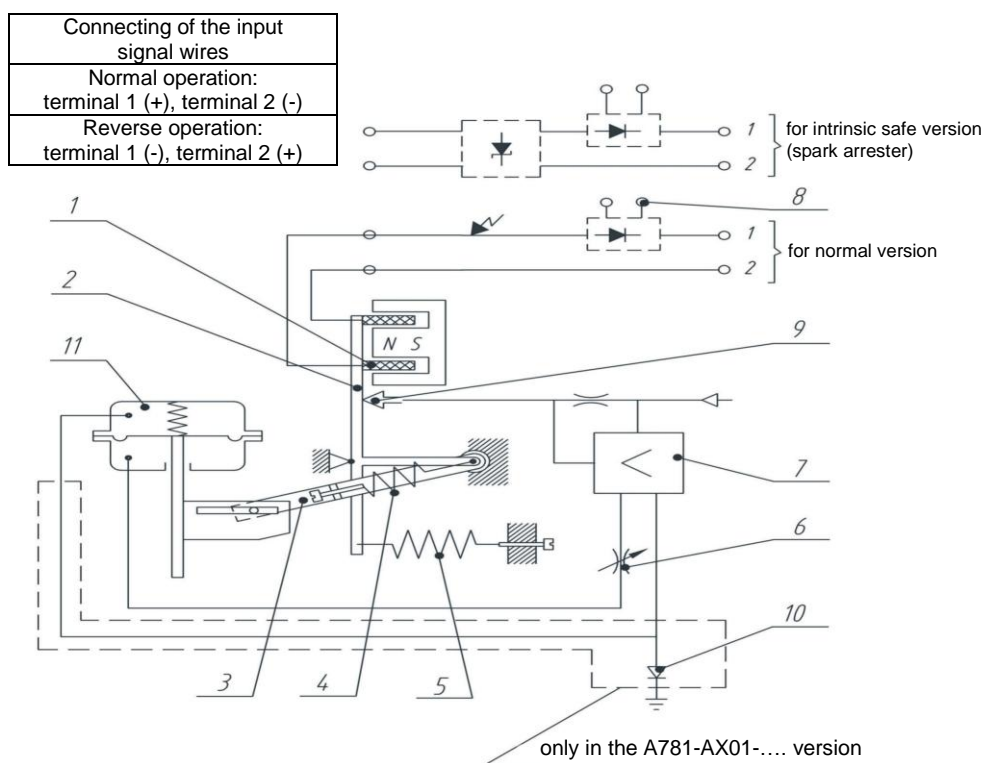 Connecting of the input
signal wires
Normal operation:
terminal 1 (+), terminal 2 (-)
Reverse operation:
terminal 1 (-), terminal 2 (+)
1
2
for intrinsic safe version
(spark arrester)
8
1
2
for normal version
1
2
11
N S
9
7
6
10
3
4
5
only in the A781-AX01-…. version